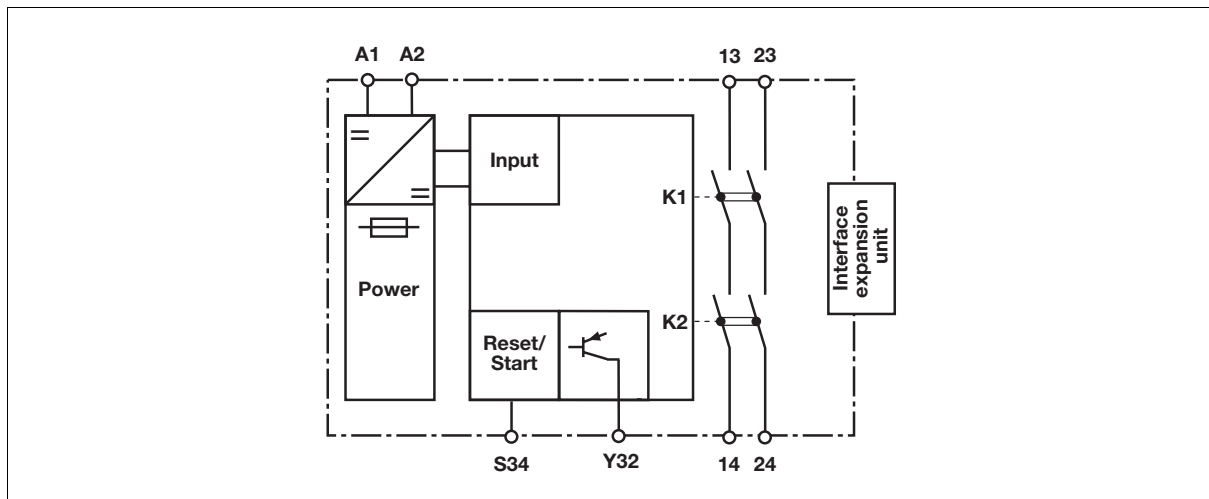 A1 A2 13 23
Input
K1
Interface
expansion
unit
Power
K2
Reset/
Start
S34 Y32 14 24